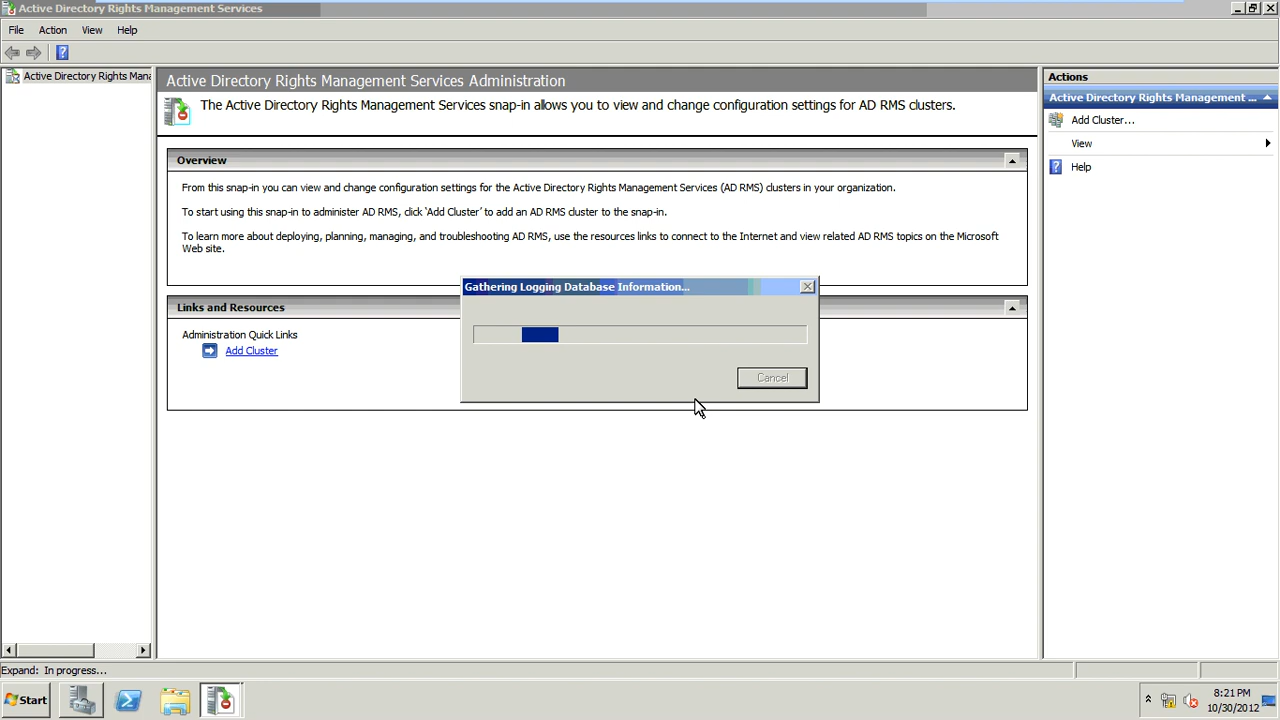 Active Directory Rights Management Services
File Action View Help
Active Directory Rights Mana
Active Directory Rights Management Services Administration
The Active Directory Rights Management Services snap-in allows you to view and change configuration settings for AD RMS clusters.
Overview
From this snap-in you can view and change configuration settings for the Active Directory Rights Management Services (AD RMS) clusters in your organization.
To start using this snap-in to administer AD RMS, click 'Add Cluster' to add an AD RMS cluster to the snap-in.
To learn more about deploying, planning, managing, and troubleshooting AD RMS, use the resources links to connect to the Internet and view related AD RMS topics on the Microsoft
Web site.
Links and Resources
Administration Quick Links
Add Cluster
Gathering Logging Database Information...
Cancel
Actions
Active Directory Rights Management ...
Add Cluster...
View
Help
Expand: In progress...
Start
8:21 PM
10/30/2012